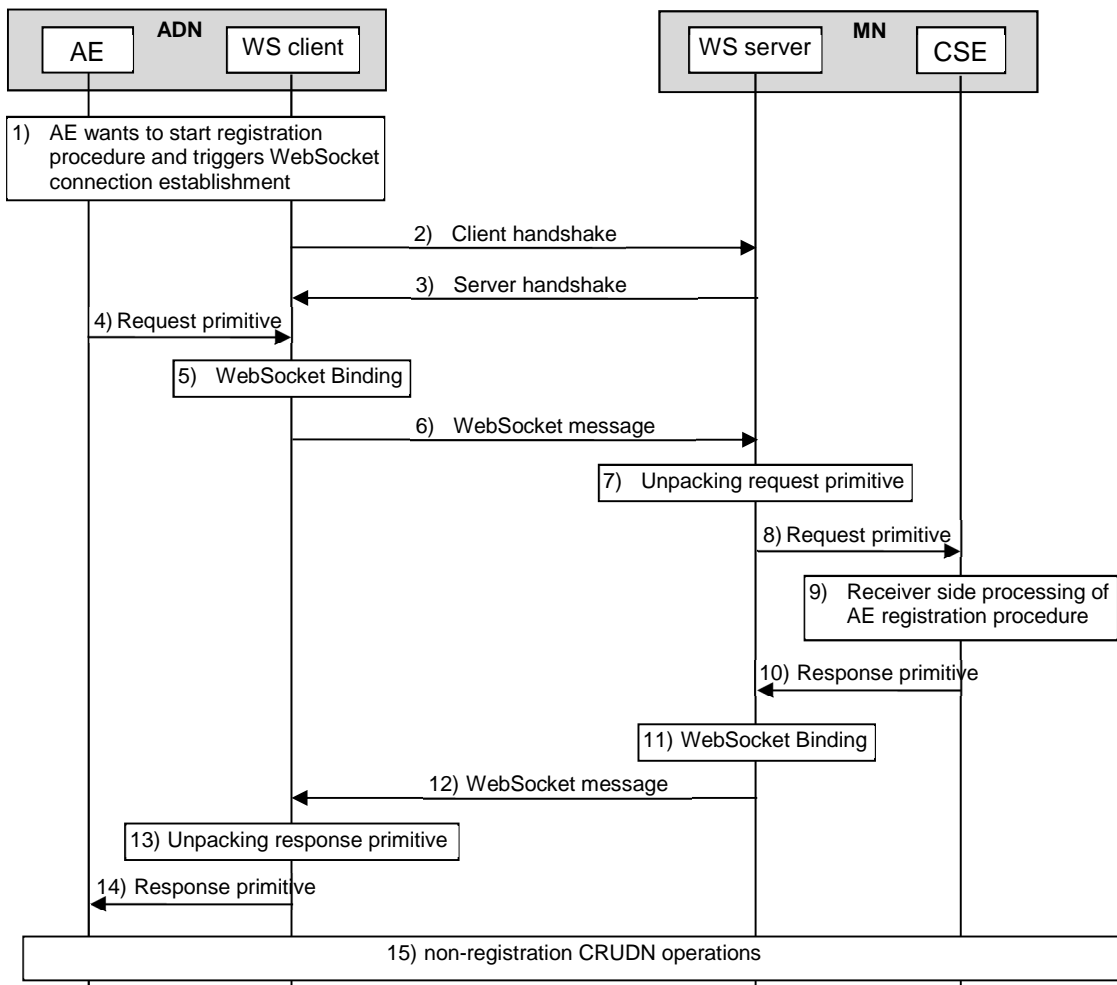 ADN
MN
AE
WS client
WS server
CSE
1) AE wants to start registration
procedure and triggers WebSocket
connection establishment
2) Client handshake
3) Server handshake
4) Request primitive
5) WebSocket Binding
6) WebSocket message
7) Unpacking request primitive
8) Request primitive
9) Receiver side processing of
AE registration procedure
10) Response primitive
11) WebSocket Binding
12) WebSocket message
13) Unpacking response primitive
14) Response primitive
15) non-registration CRUDN operations